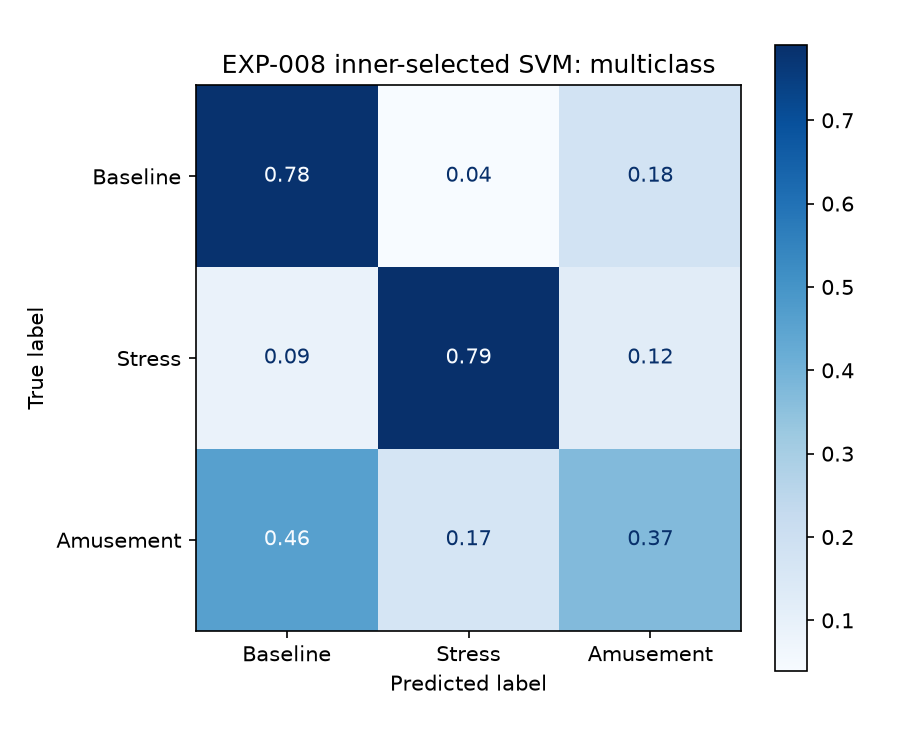 EXP-008 inner-selected SVM: multiclass
Baseline 0.78 0.04 0.18
Stress 0.09 0.79 0.12
Amusement 0.46 0.17 0.37
Baseline Stress Amusement
Predicted label
True label
0.7
0.6
0.5
0.4
0.3
0.2
0.1